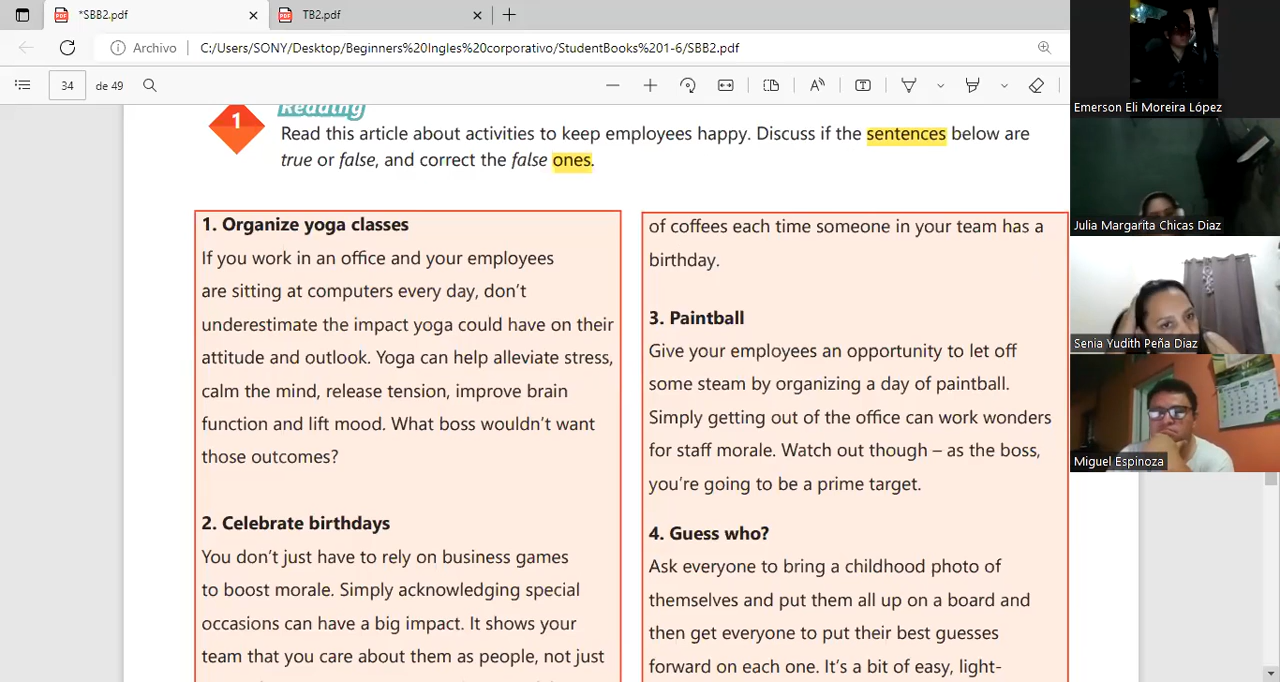 *SBB2.pdf
TB2.pdf
Archivo
C:/Users/SONY/Desktop/Beginners%20Ingles%20corporativo/StudentBooks%201-6/SBB2.pdf
34 de 49
Reading
1
Read this article about activities to keep employees happy. Discuss if the sentences below are
true or false, and correct the false ones.
1. Organize yoga classes
If you work in an office and your employees
are sitting at computers every day, don't
underestimate the impact yoga could have on their
attitude and outlook. Yoga can help alleviate stress,
calm the mind, release tension, improve brain
function and lift mood. What boss wouldn't want
those outcomes?
2. Celebrate birthdays
You don't just have to rely on business games
to boost morale. Simply acknowledging special
occasions can have a big impact. It shows your
team that you care about them as people, not just
of coffees each time someone in your team has a
birthday.
3. Paintball
Give your employees an opportunity to let off
some steam by organizing a day of paintball.
Simply getting out of the office can work wonders
for staff morale. Watch out though – as the boss,
you're going to be a prime target.
4. Guess who?
Ask everyone to bring a childhood photo of
themselves and put them all up on a board and
then get everyone to put their best guesses
forward on each one. It's a bit of easy, light-
Emerson Eli Moreira López
Julia Margarita Chicas Diaz
Senia Yudith Peña Diaz
Miguel Espinoza